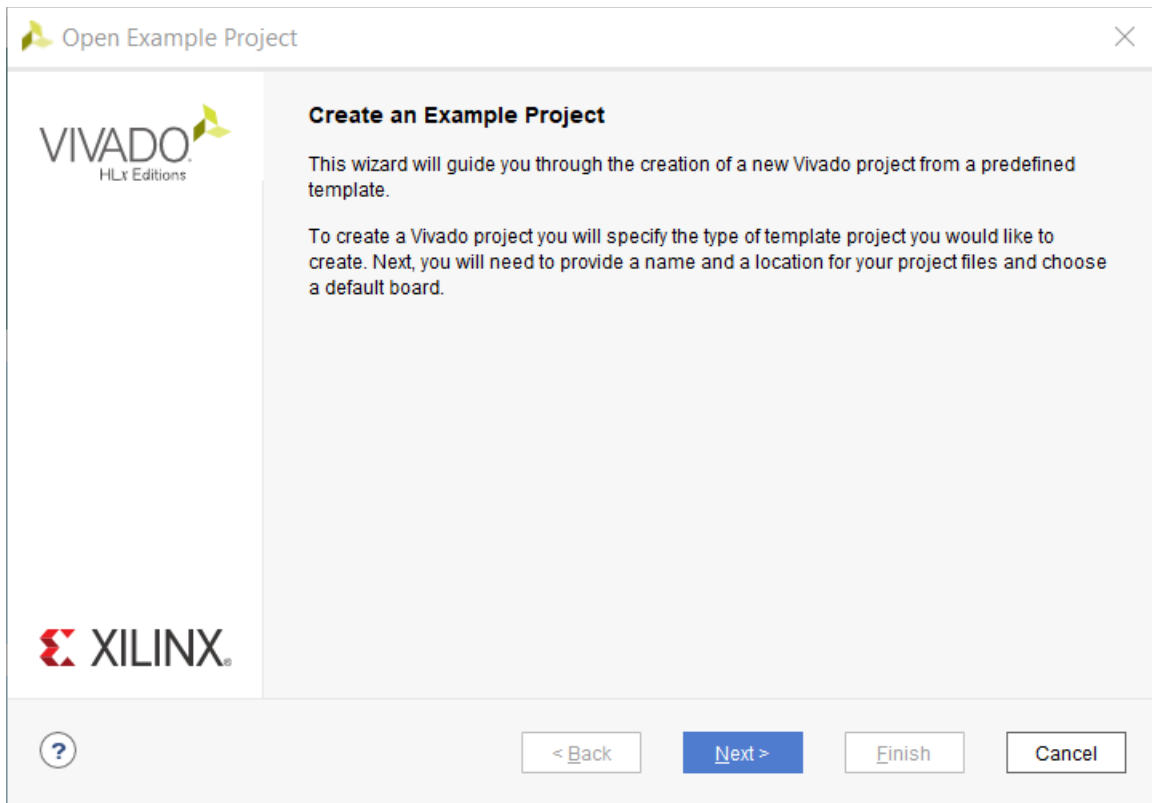 Open Example Project
VIVADO.
HLx Editions
Create an Example Project
This wizard will guide you through the creation of a new Vivado project from a predefined
template.
To create a Vivado project you will specify the type of template project you would like to
create. Next, you will need to provide a name and a location for your project files and choose
a default board.
XILINX®
?
< Back
Next >
Finish
Cancel